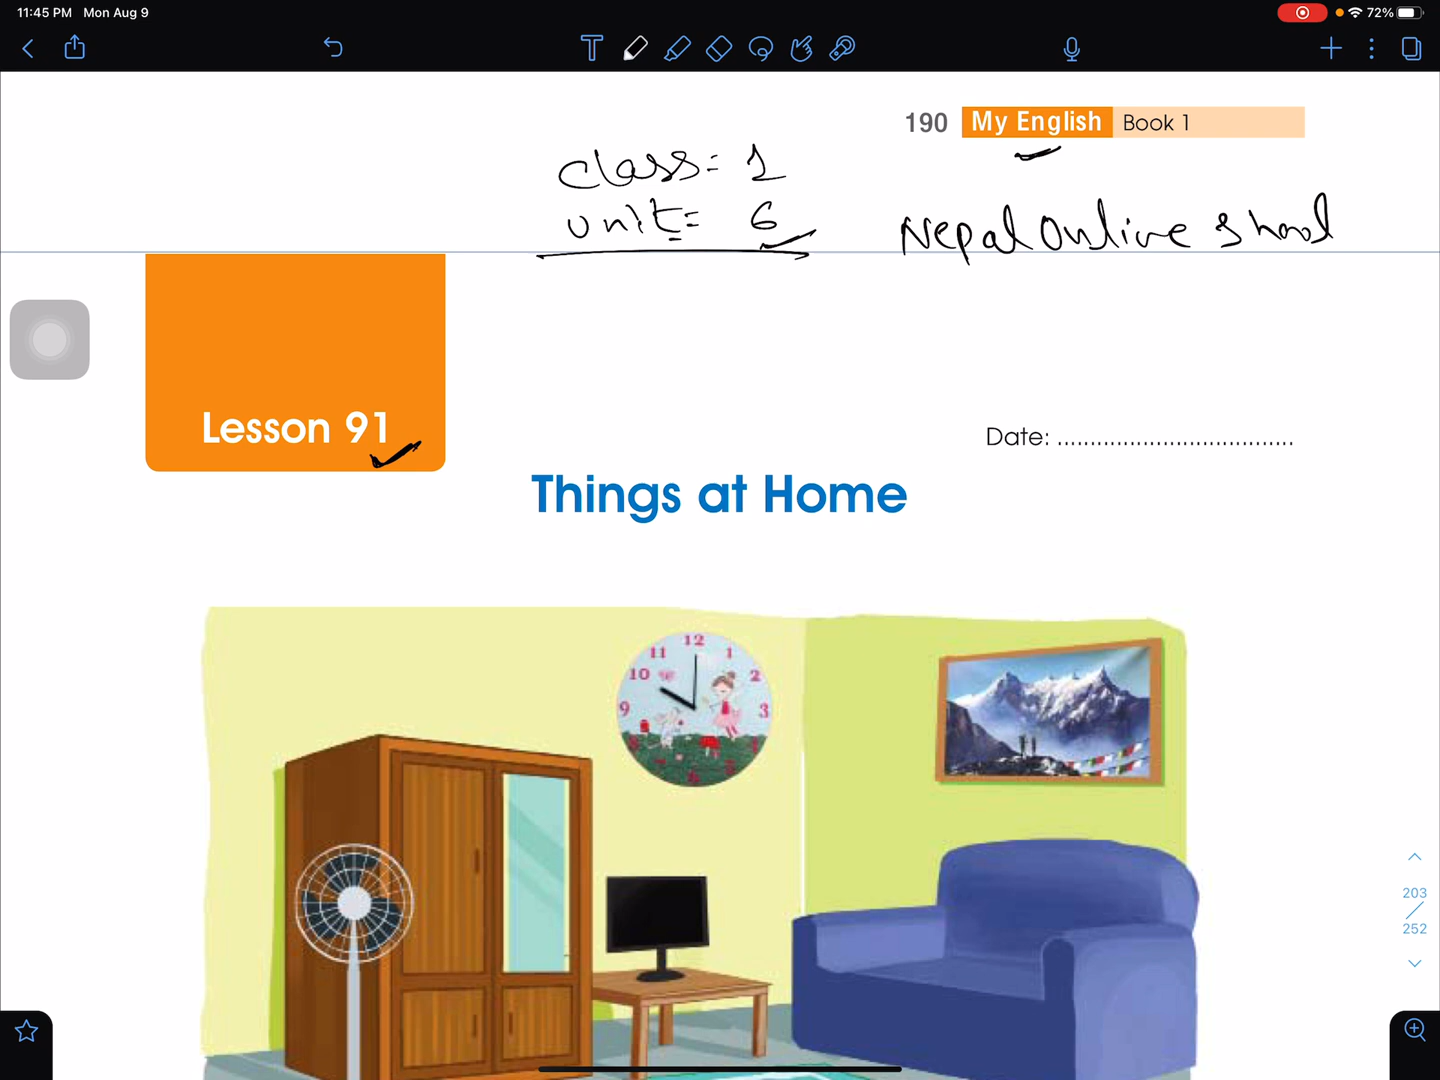 11:45 PM Mon Aug 9
72%
190 My English Book 1
class = 1
unit = 6
Nepal Online
Lesson 91
Date: ....................................
Things at Home
12
11 1
10 2
9 3
203
252